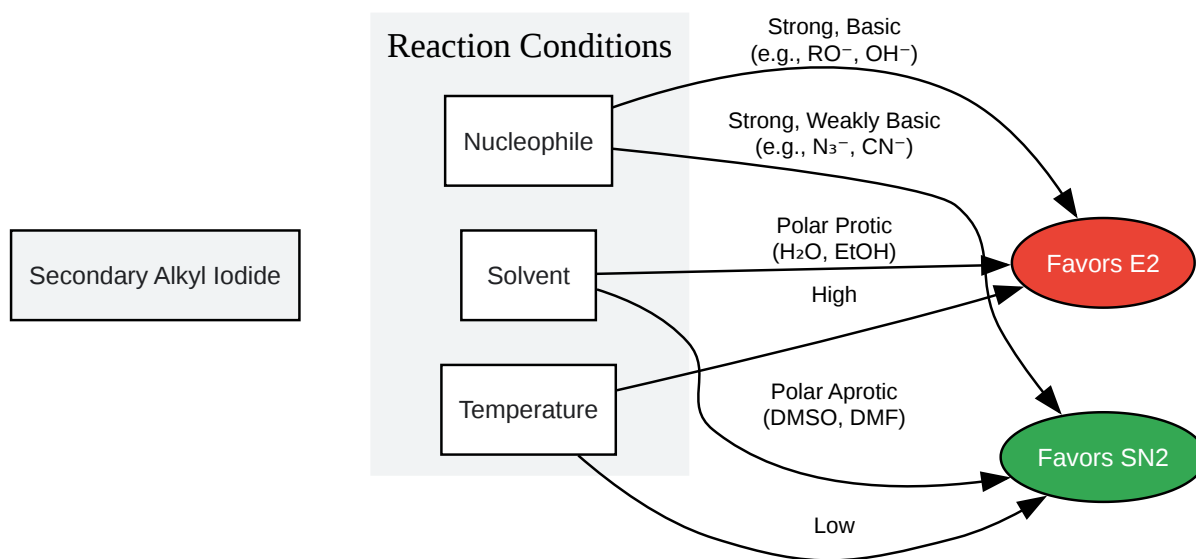 Reaction Conditions
Strong, Basic
(e.g., RO⁻, OH⁻)
Nucleophile
Strong, Weakly Basic
(e.g., N₃⁻, CN⁻)
Secondary Alkyl Iodide
Solvent
Polar Protic
(H₂O, EtOH)
Favors E2
High
Temperature
Polar Aprotic
(DMSO, DMF)
Favors SN2
Low